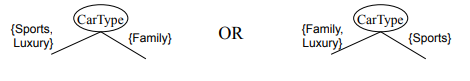 CarType
{Sports,
Luxury}
{Family}
OR
CarType
{Family,
Luxury}
{Sports}